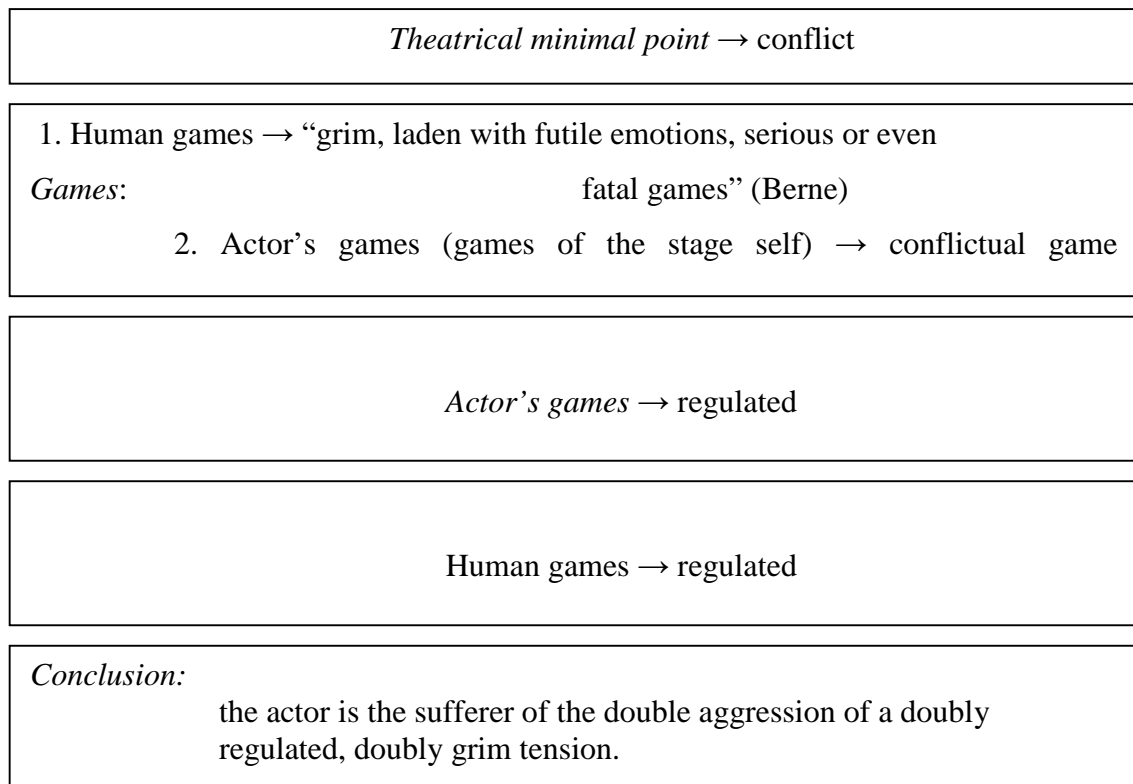 Theatrical minimal point → conflict
1. Human games → “grim, laden with futile emotions, serious or even
Games: fatal games” (Berne)
2. Actor’s games (games of the stage self) → conflictual game
Actor’s games → regulated
Human games → regulated
Conclusion:
the actor is the sufferer of the double aggression of a doubly
regulated, doubly grim tension.